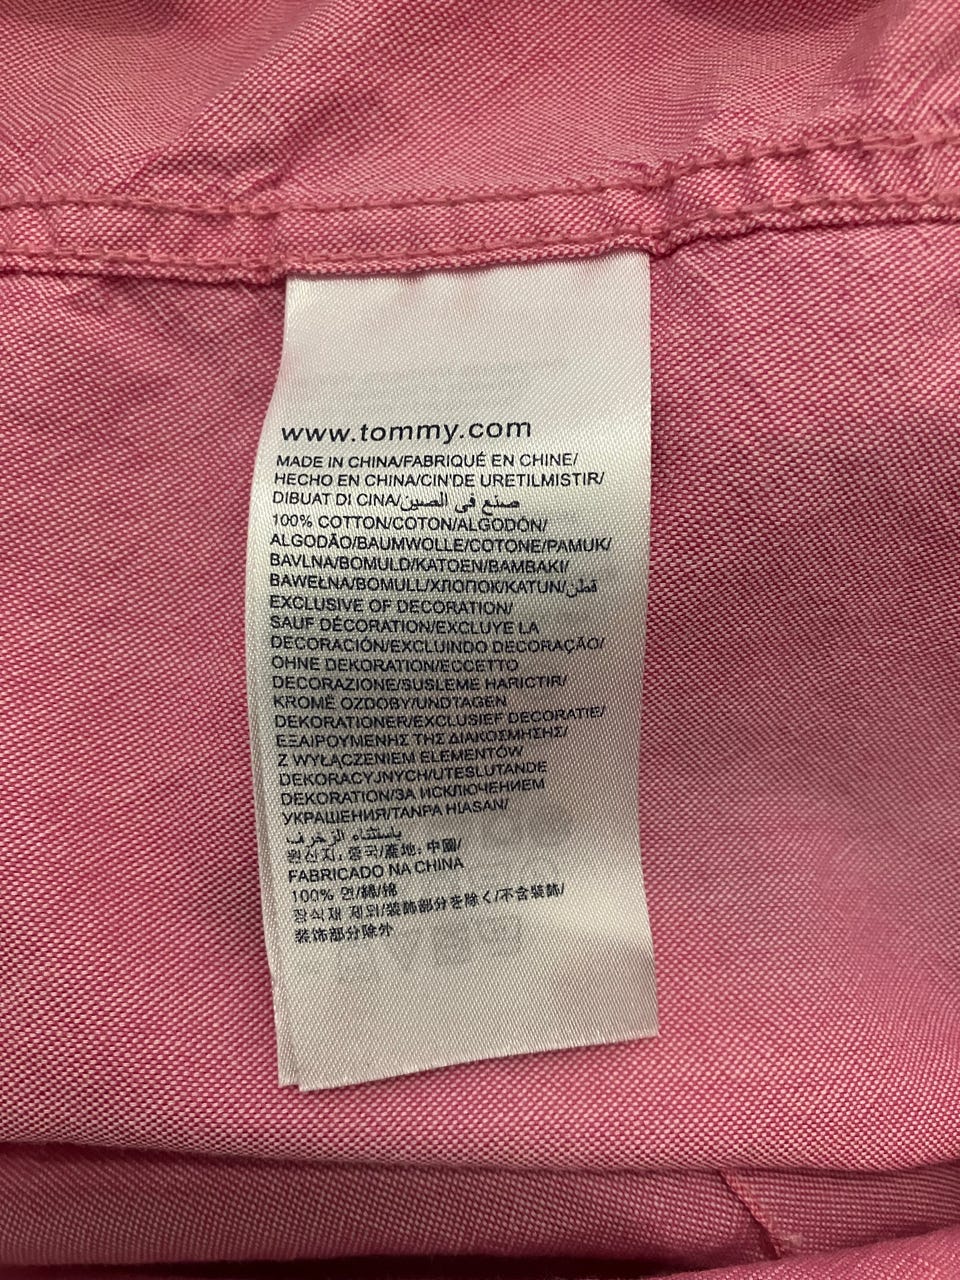 www.tommy.com
MADE IN CHINA/FABRIQUÉ EN CHINE/
HECHO EN CHINA/CIN'DE URETILMISTIR/
DIBUAT DI CINA/صنع في الصين
100% COTTON/COTON/ALGODÓN/
ALGODÃO/BAUMWOLLE/COTONE/PAMUK/
BAVLNA/BOMULD/KATOEN/BAMBAKI/
BAWEŁNA/BOMULL/ХЛОПОК/KATUN/قطن
EXCLUSIVE OF DECORATION/
SAUF DÉCORATION/EXCLUYE LA
DECORACIÓN/EXCLUINDO DECORAÇÃO/
OHNE DEKORATION/ECCETTO
DECORAZIONE/SUSLEME HARICTIR/
KROMĚ OZDOBY/UNDTAGEN
DEKORATIONER/EXCLUSIEF DECORATIE/
ΕΞΑΙΡΟΥΜΕΝΗΣ ΤΗΣ ΔΙΑΚΟΣΜΗΣΗΣ/
Z WYŁĄCZENIEM ELEMENTÓW
DEKORACYJNYCH/UTESLUTANDE
DEKORATION/ЗА ИСКЛЮЧЕНИЕМ
УКРАШЕНИЯ/TANPA HIASAN/
باستثناء الزخرف
원산지: 중국/產地: 中國/
FABRICADO NA CHINA
100% 면/綿/棉
장식재 제외/装飾部分を除く/不含裝飾/
装饰部分除外